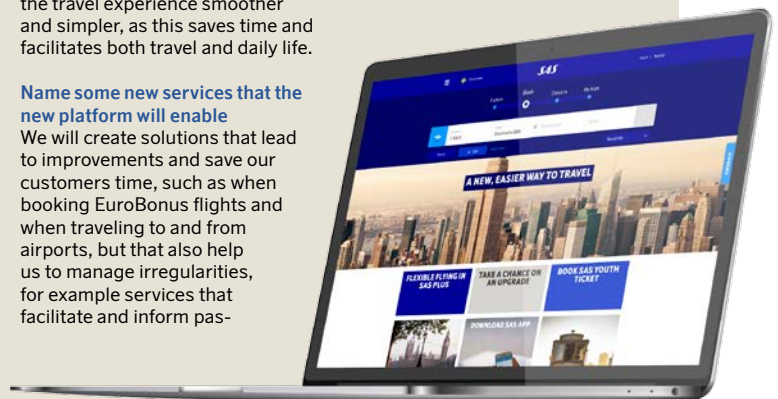 the travel experience smoother
and simpler, as this saves time and
facilitates both travel and daily life.
Name some new services that the
new platform will enable
We will create solutions that lead
to improvements and save our
customers time, such as when
booking EuroBonus flights and
when traveling to and from
airports, but that also help
us to manage irregularities,
for example services that
facilitate and inform pas-
SAS
Book
A NEW, EASIER WAY TO TRAVEL
FLEXIBLE FLYING IN
SAS PLUS
TAKE A CHANCE ON
AN UPGRADE
BOOK SAS YOUTH
TICKET
DOWNLOAD SAS APP